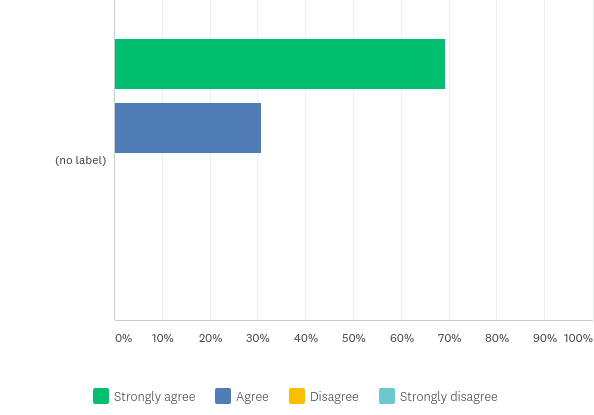 (no label)
0% 10% 20% 30% 40% 50% 60% 70% 80% 90% 100%
Strongly agree Agree Disagree Strongly disagree